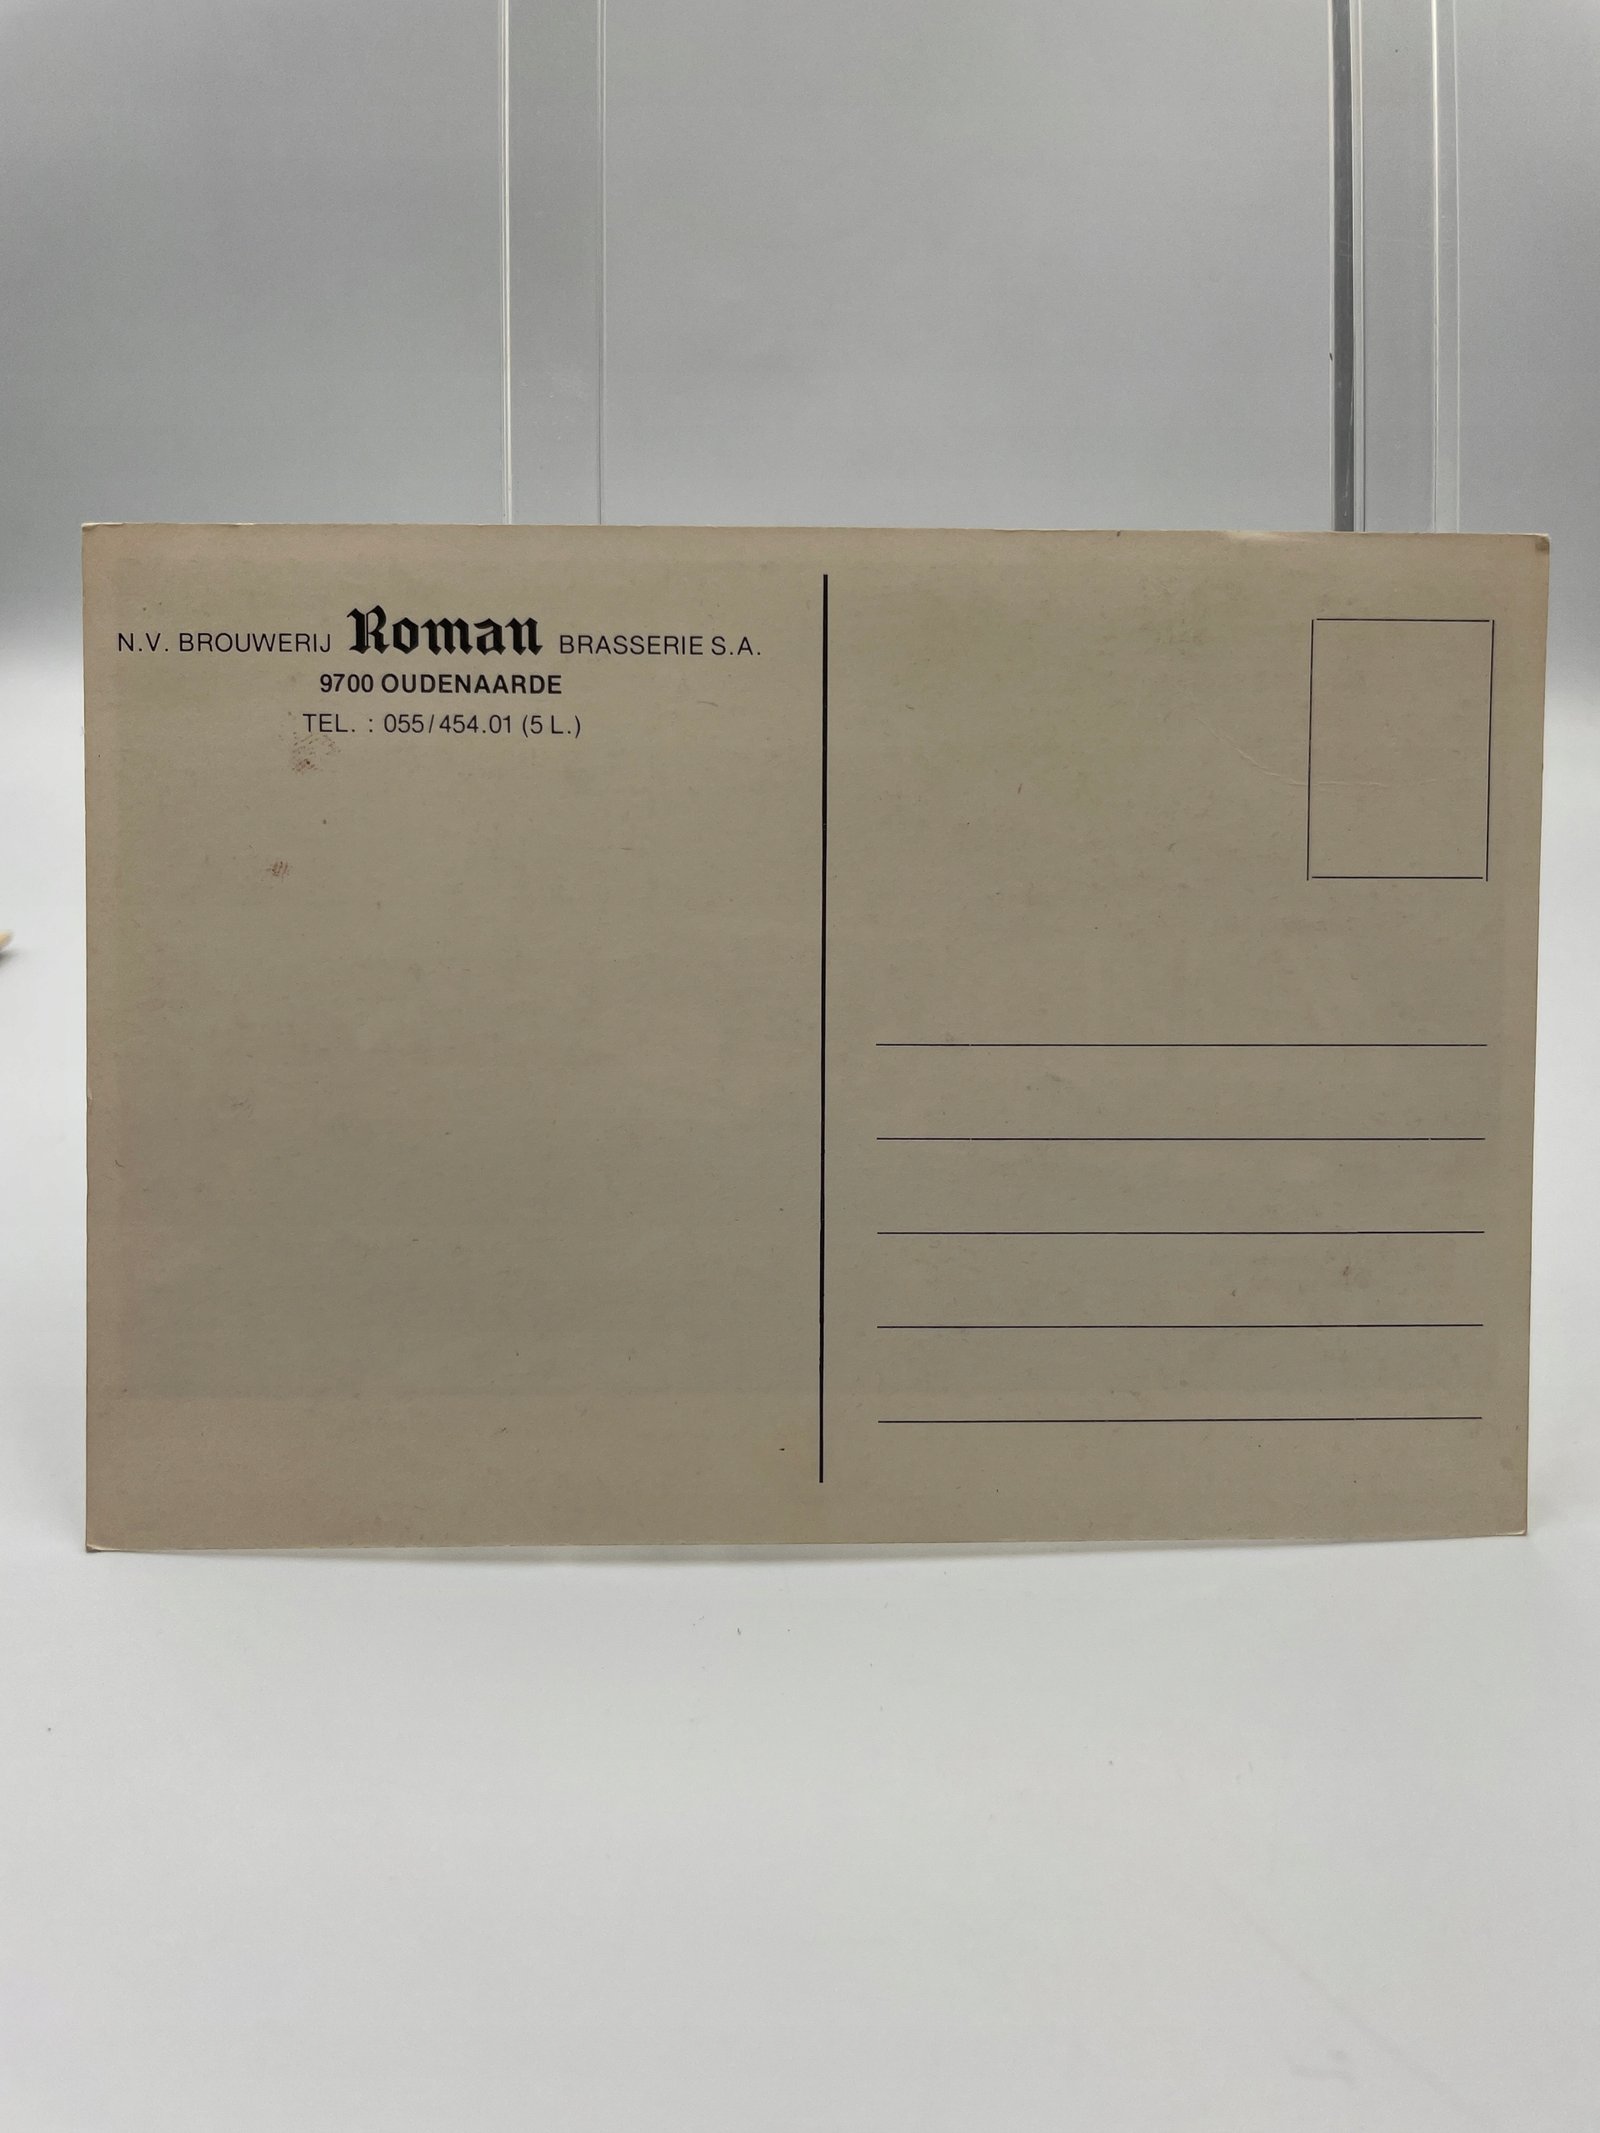 N.V. BROUWERIJ Roman BRASSERIE S.A.
9700 OUDENAARDE
TEL. : 055/454.01 (5 L.)